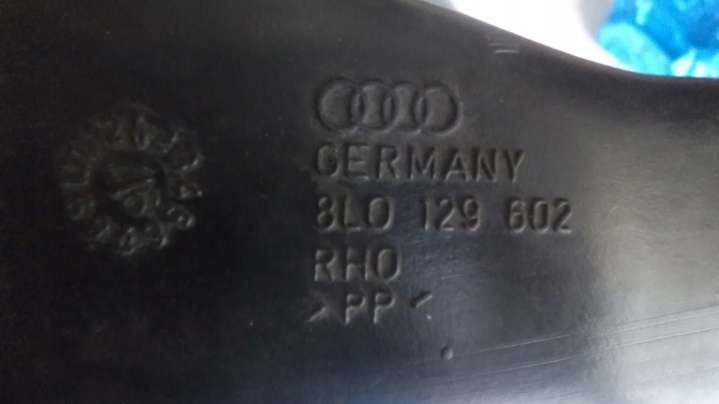 GERMANY
8L0 129 602
RHO
>PP<